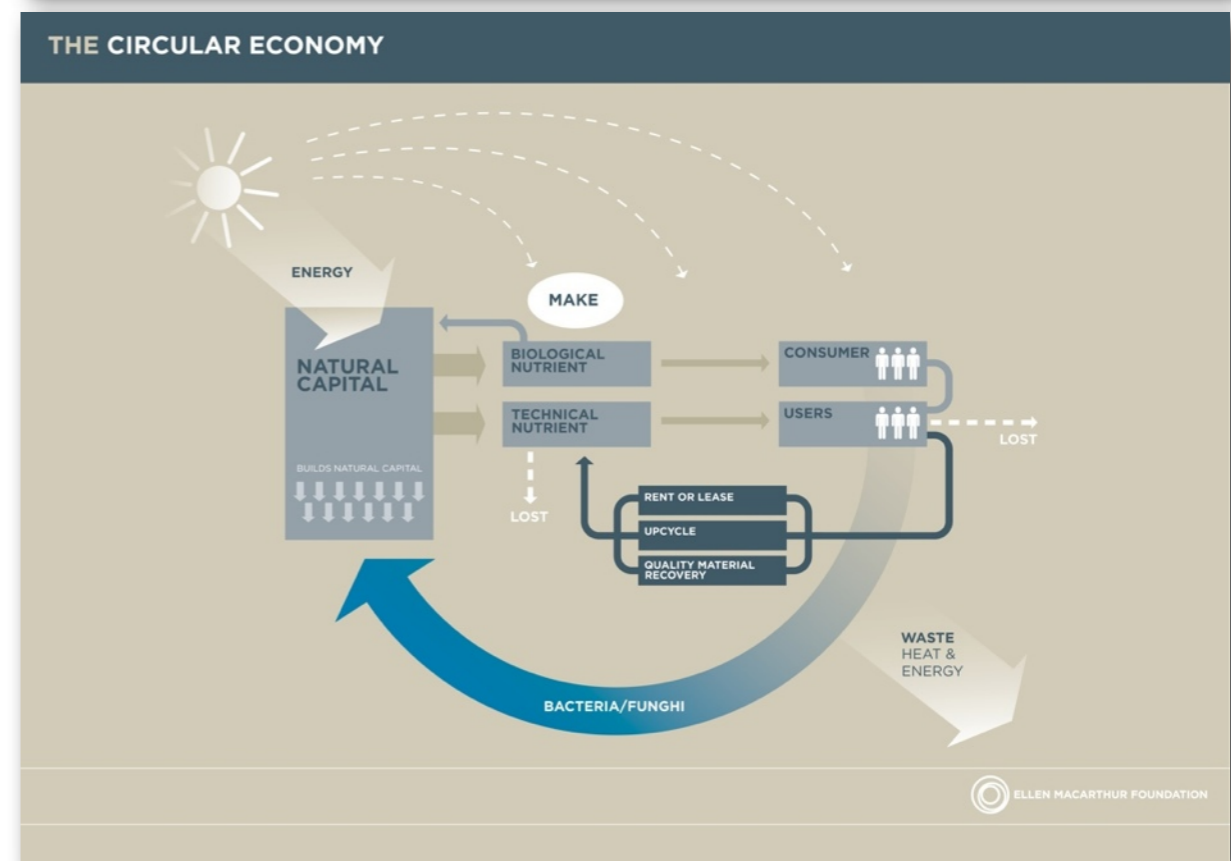 THE CIRCULAR ECONOMY
ENERGY
MAKE
NATURAL
CAPITAL
BUILDS NATURAL CAPITAL
BIOLOGICAL
NUTRIENT
CONSUMER
TECHNICAL
NUTRIENT
USERS
LOST
LOST
RENT OR LEASE
UPCYCLE
QUALITY MATERIAL
RECOVERY
WASTE
HEAT &
ENERGY
BACTERIA/FUNGHI
ELLEN MACARTHUR FOUNDATION